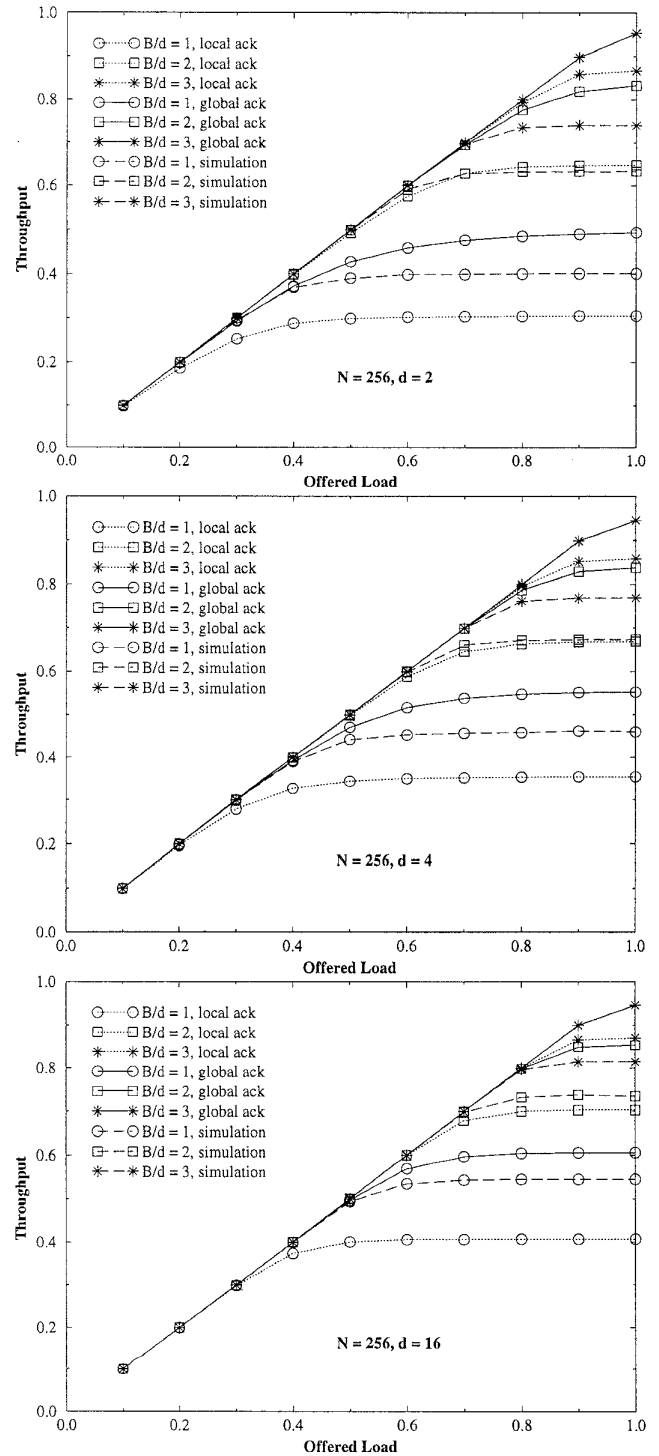 1.0
B/d = 1, local ack
B/d = 2, local ack
B/d = 3, local ack
0.8
B/d = 1, global ack
B/d = 2, global ack
B/d = 3, global ack
B/d = 1, simulation
0.6
B/d = 2, simulation
B/d = 3, simulation
Throughput
0.4
0.2
N = 256, d = 2
0.0
0.0 0.2 0.4 0.6 0.8 1.0
Offered Load
1.0
B/d = 1, local ack
B/d = 2, local ack
B/d = 3, local ack
0.8
B/d = 1, global ack
B/d = 2, global ack
B/d = 3, global ack
B/d = 1, simulation
0.6
B/d = 2, simulation
B/d = 3, simulation
Throughput
0.4
0.2
N = 256, d = 4
0.0
0.0 0.2 0.4 0.6 0.8 1.0
Offered Load
1.0
B/d = 1, local ack
B/d = 2, local ack
B/d = 3, local ack
0.8
B/d = 1, global ack
B/d = 2, global ack
B/d = 3, global ack
B/d = 1, simulation
0.6
B/d = 2, simulation
B/d = 3, simulation
Throughput
0.4
0.2
N = 256, d = 16
0.0
0.0 0.2 0.4 0.6 0.8 1.0
Offered Load